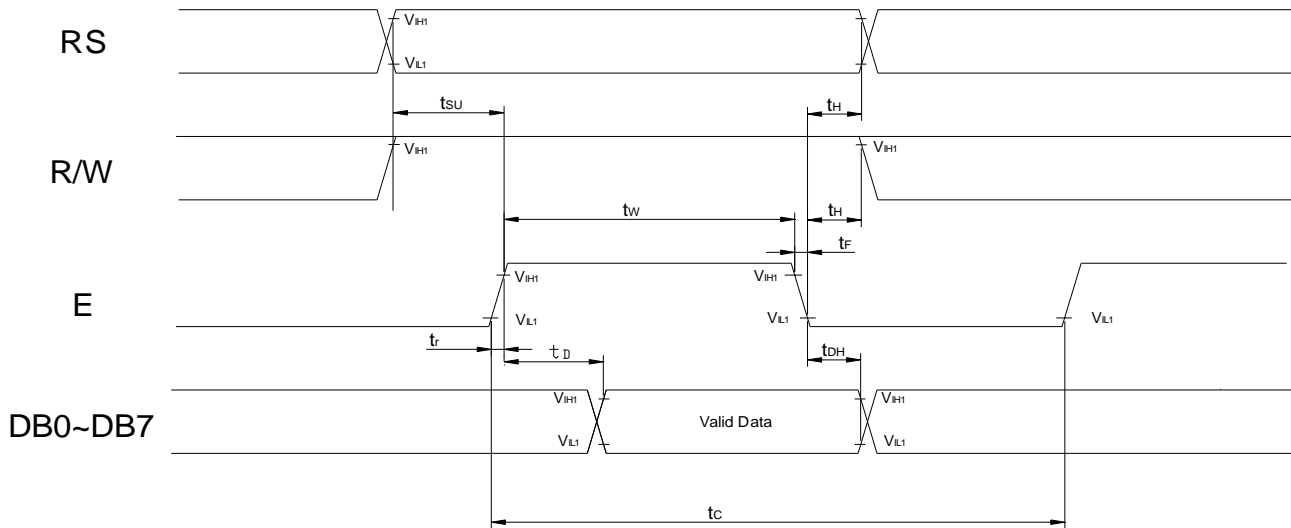 RS
VIH1
VIL1
tSU
tH
R/W
VIH1
VIH1
tW
tH
tF
E
VIH1
VIH1
VIL1
VIL1
VIL1
tr
tD
tDH
DB0~DB7
VIH1
VIH1
Valid Data
VIL1
VIL1
tC